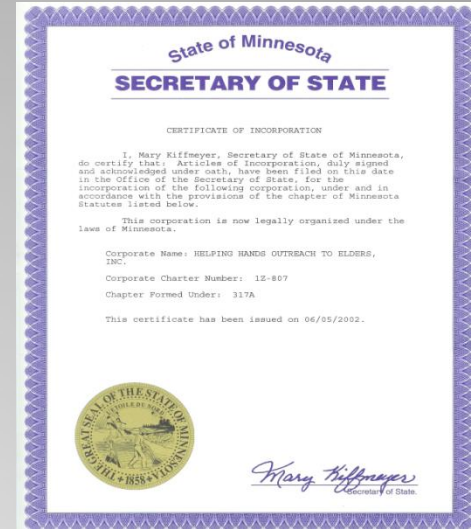 State of Minnesota
SECRETARY OF STATE
CERTIFICATE OF INCORPORATION
I, Mary Kiffmeyer, Secretary of State of Minnesota,
do certify that: Articles of Incorporation, duly signed
and acknowledged under oath, have been filed on this date
in the Office of the Secretary of State, for the
incorporation of the following corporation, under and in
accordance with the provisions of the chapter of Minnesota
Statutes listed below.
This corporation is now legally organized under the
laws of Minnesota.
Corporate Name: HELPING HANDS OUTREACH TO ELDERS,
INC.
Corporate Charter Number: 1Z-807
Chapter Formed Under: 317A
This certificate has been issued on 06/05/2002.
THE GREAT SEAL OF THE STATE OF MINNESOTA
1858
Mary Kiffmeyer
Secretary of State.